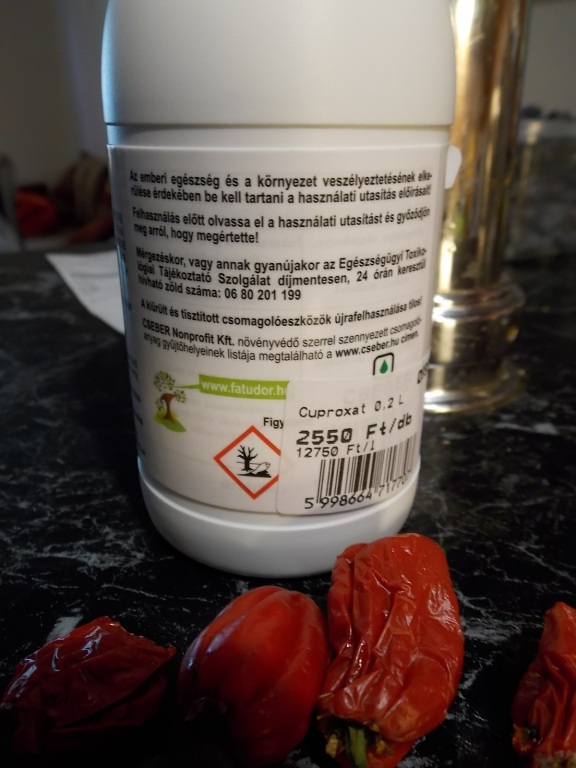 Az emberi egészség és a környezet veszélyeztetésének elke-
rülése érdekében be kell tartani a használati utasítás előírásait!
Felhasználás előtt olvassa el a használati utasítást és győződjön
meg arról, hogy megértette!
Mérgezéskor, vagy annak gyanújakor az Egészségügyi Toxiko-
lógiai Tájékoztató Szolgálat díjmentesen, 24 órán keresztül
hívható zöld száma: 06 80 201 199
A kiürült és tisztított csomagolóeszközök újrafelhasználása tilos!
CSEBER Nonprofit Kft. növényvédő szerrel szennyezett csomagoló-
anyag gyűjtőhelyeinek listája megtalálható a www.cseber.hu címen.
www.fatudor.hu
Figy
Cuproxat 0,2 L
2550 Ft/db
12750 Ft/l
5 998664 7177